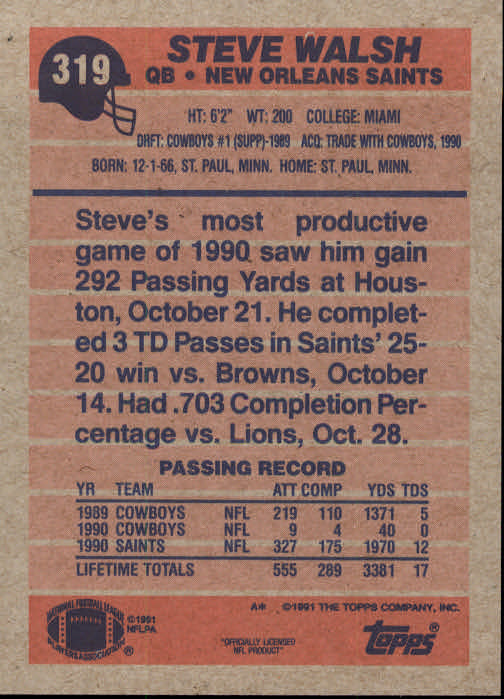 319
STEVE WALSH
QB • NEW ORLEANS SAINTS
HT: 6'2" WT: 200 COLLEGE: MIAMI
DRFT: COWBOYS #1 (SUPP)-1989 ACQ: TRADE WITH COWBOYS, 1990
BORN: 12-1-66, ST. PAUL, MINN. HOME: ST. PAUL, MINN.
Steve's most productive
game of 1990 saw him gain
292 Passing Yards at Hous-
ton, October 21. He complet-
ed 3 TD Passes in Saints' 25-
20 win vs. Browns, October
14. Had .703 Completion Per-
centage vs. Lions, Oct. 28.
PASSING RECORD
YR TEAM ATT COMP YDS TDS
1989 COWBOYS NFL 219 110 1371 5
1990 COWBOYS NFL 9 4 40 0
1990 SAINTS NFL 327 175 1970 12
LIFETIME TOTALS 555 289 3381 17
A* ©1991 THE TOPPS COMPANY, INC.
NATIONAL FOOTBALL LEAGUE
PLAYERS ASSOCIATION ®
©1991
NFLPA
"OFFICIALLY LICENSED
NFL PRODUCT"
topps®